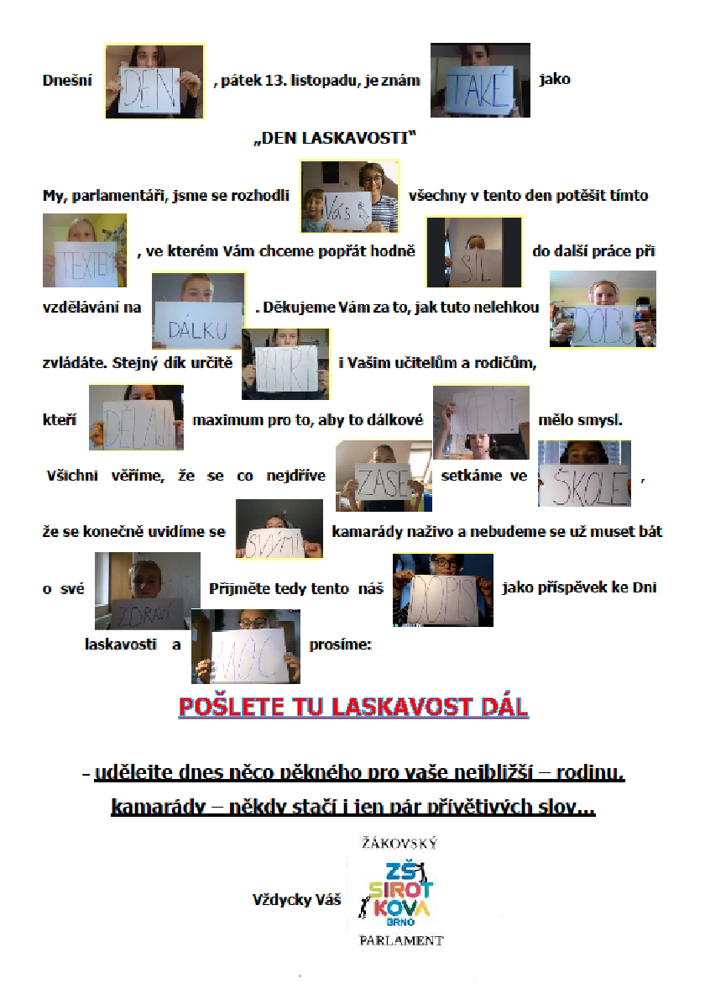 Dnešní DEN , pátek 13. listopadu, je znám TAKÉ jako
„DEN LASKAVOSTI“
My, parlamentáři, jsme se rozhodli Vás všechny v tento den potěšit tímto
TEXTEM , ve kterém Vám chceme popřát hodně SIL do další práce při
vzdělávání na DÁLKU . Děkujeme Vám za to, jak tuto nelehkou DOBU
zvládáte. Stejný dík určitě PATŘÍ i Vašim učitelům a rodičům,
kteří DĚLAJÍ maximum pro to, aby to dálkové UČENÍ mělo smysl.
Všichni věříme, že se co nejdříve ZASE setkáme ve ŠKOLE ,
že se konečně uvidíme se SVÝMI kamarády naživo a nebudeme se už muset bát
o své ZDRAVÍ Přijměte tedy tento náš DOPIS jako příspěvek ke Dni
laskavosti a MOC prosíme:
POŠLETE TU LASKAVOST DÁL
– udělejte dnes něco pěkného pro vaše nejbližší – rodinu,
kamarády – někdy stačí i jen pár přívětivých slov...
ŽÁKOVSKÝ
ZŠ
SIROT
KOVA
BRNO
Vždycky Váš
PARLAMENT